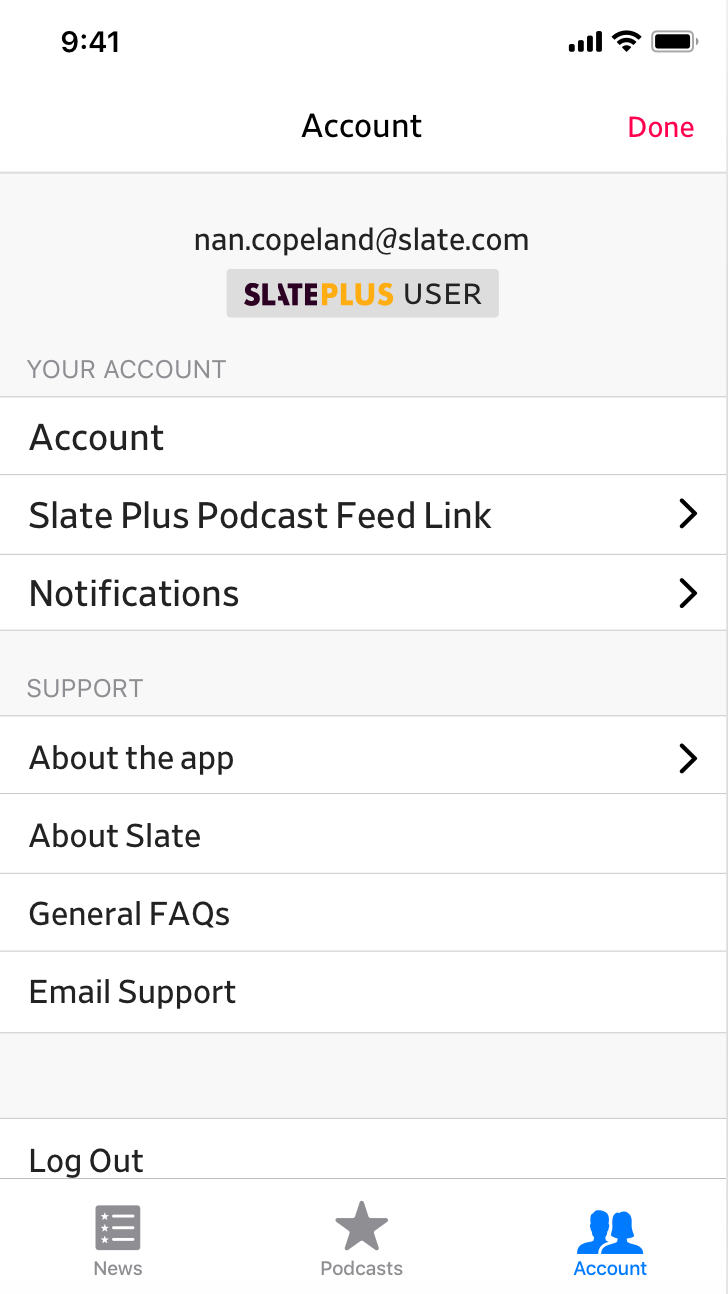 9:41
Account
Done
nan.copeland@slate.com
SLATEPLUS USER
YOUR ACCOUNT
Account
Slate Plus Podcast Feed Link
Notifications
SUPPORT
About the app
About Slate
General FAQs
Email Support
Log Out
News
Podcasts
Account